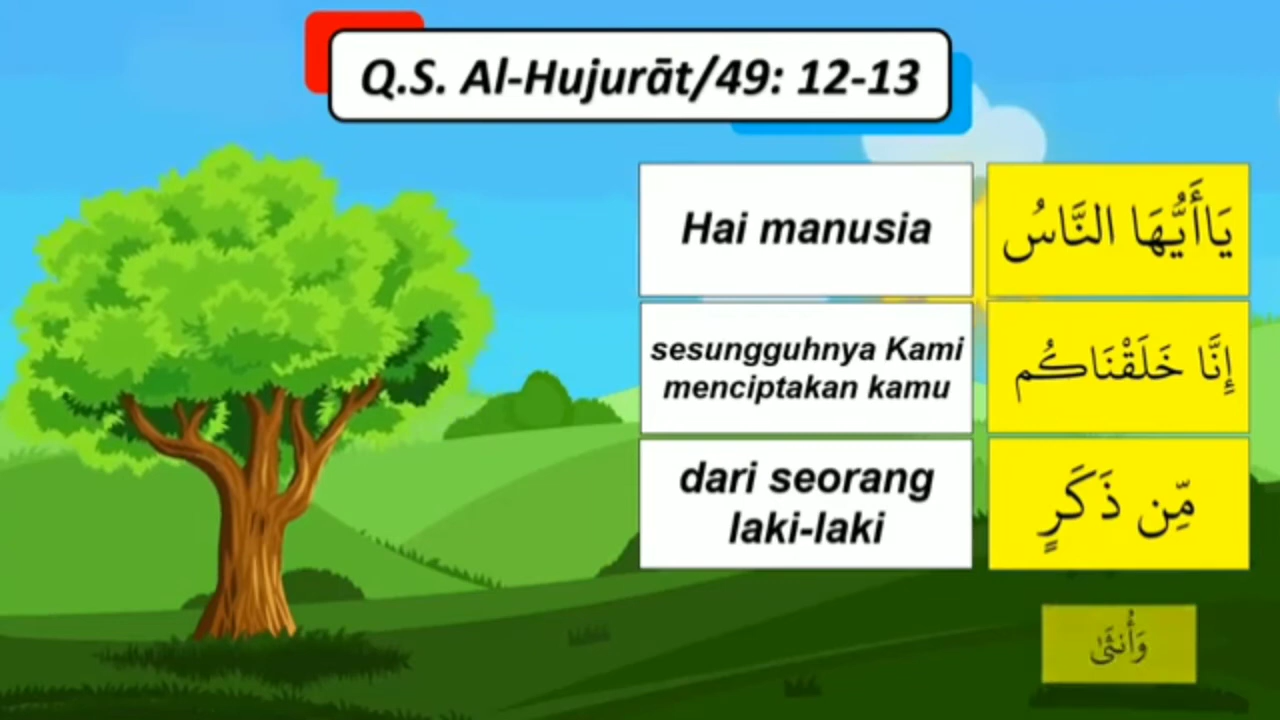 Q.S. Al-Hujurāt/49: 12-13
Hai manusia
يَاأَيُّهَا النَّاسُ
sesungguhnya Kami
menciptakan kamu
إِنَّا خَلَقْنَاكُم
dari seorang
laki-laki
مِّن ذَكَرٍ
وَأُنثَىٰ